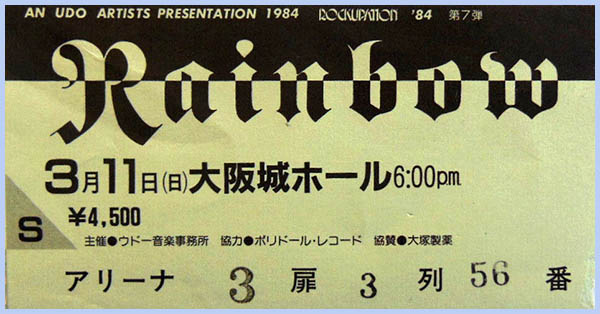 AN UDO ARTISTS PRESENTATION 1984 ROCKUPATION '84 第7弾
Rainbow
3月11日(日)大阪城ホール6:00p.m.
¥4,500
S
主催●ウドー音楽事務所 協力●ポリドール・レコード 協賛●大塚製薬
アリーナ 3 扉 3 列 56 番